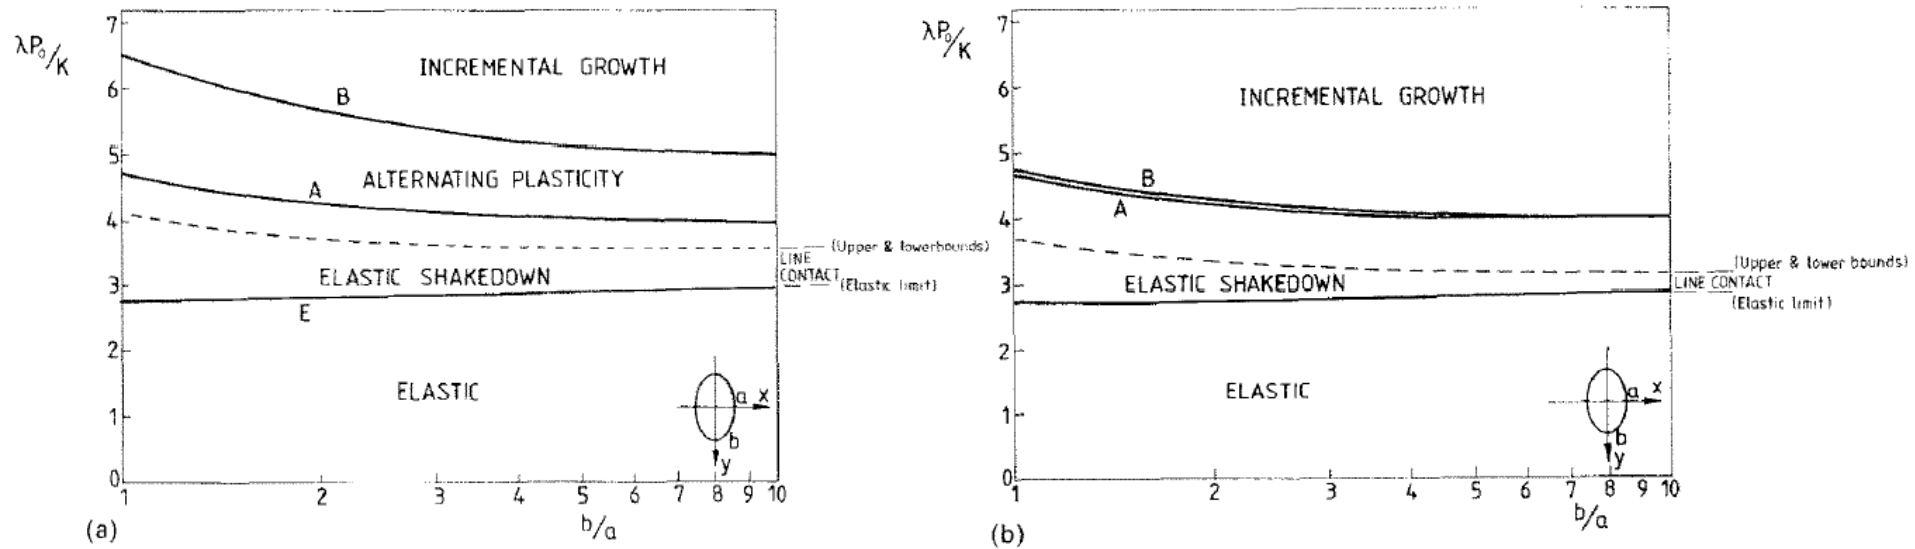 λP₀/K
7
6
5
4
3
2
1
0
INCREMENTAL GROWTH
B
ALTERNATING PLASTICITY
A
(Upper & lowerbounds)
LINE
CONTACT
ELASTIC SHAKEDOWN
(Elastic limit)
E
ELASTIC
a x
b
y
1 2 3 4 5 6 7 8 9 10
b/a
(a)
λP₀/K
7
6
5
4
3
2
1
0
INCREMENTAL GROWTH
B
A
(Upper & lower bounds)
ELASTIC SHAKEDOWN
LINE CONTACT
(Elastic limit)
ELASTIC
a x
b
y
1 2 3 4 5 6 7 8 9 10
b/a
(b)